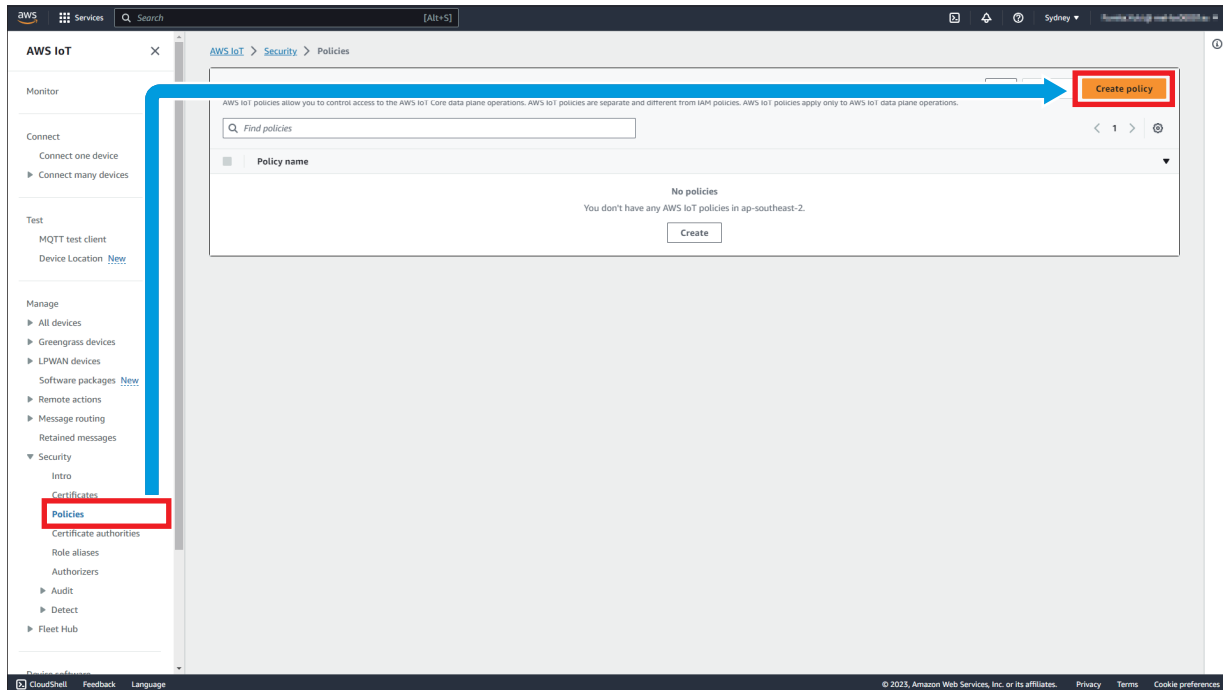 aws Services Search [Alt+S] Sydney
AWS IoT
AWS IoT > Security > Policies
Monitor
Connect
Connect one device
Connect many devices
Test
MQTT test client
Device Location New
Manage
All devices
Greengrass devices
LPWAN devices
Software packages New
Remote actions
Message routing
Retained messages
Security
Intro
Certificates
Policies
Certificate authorities
Role aliases
Authorizers
Audit
Detect
Fleet Hub
Device software
Create policy
AWS IoT policies allow you to control access to the AWS IoT Core data plane operations. AWS IoT policies are separate and different from IAM policies. AWS IoT policies apply only to AWS IoT data plane operations.
Find policies
1
Policy name
No policies
You don't have any AWS IoT policies in ap-southeast-2.
Create
CloudShell Feedback Language © 2023, Amazon Web Services, Inc. or its affiliates. Privacy Terms Cookie preferences